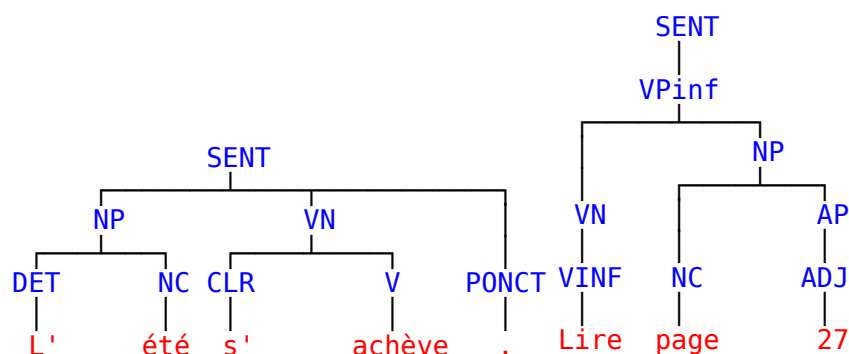 SENT
VPinf
SENT
NP
NP VN VN AP
DET NC CLR V PONCT VINF NC ADJ
L' été s' achève . Lire page 27